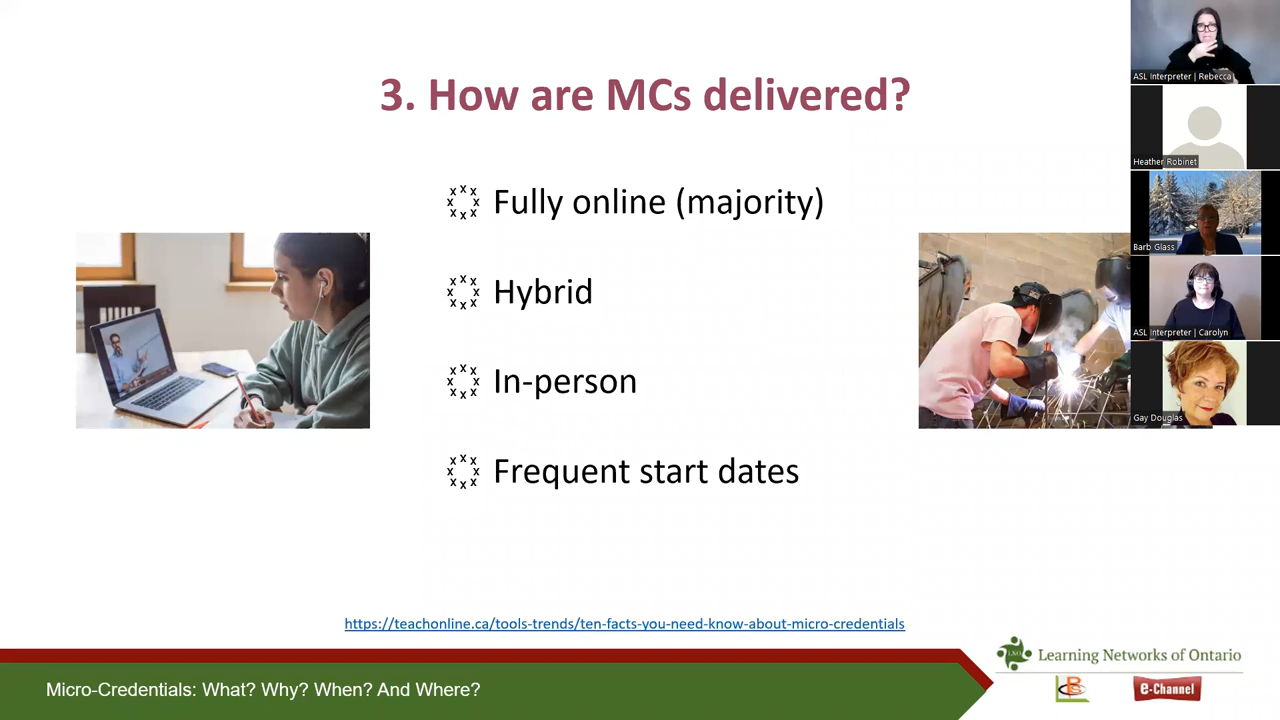 3. How are MCs delivered?
Fully online (majority)
Hybrid
In-person
Frequent start dates
https://teachonline.ca/tools-trends/ten-facts-you-need-know-about-micro-credentials
Micro-Credentials: What? Why? When? And Where?
Learning Networks of Ontario
LNO
e-Channel
ASL Interpreter | Rebecca
Heather Robinet
Barb Glass
ASL Interpreter | Carolyn
Gay Douglas